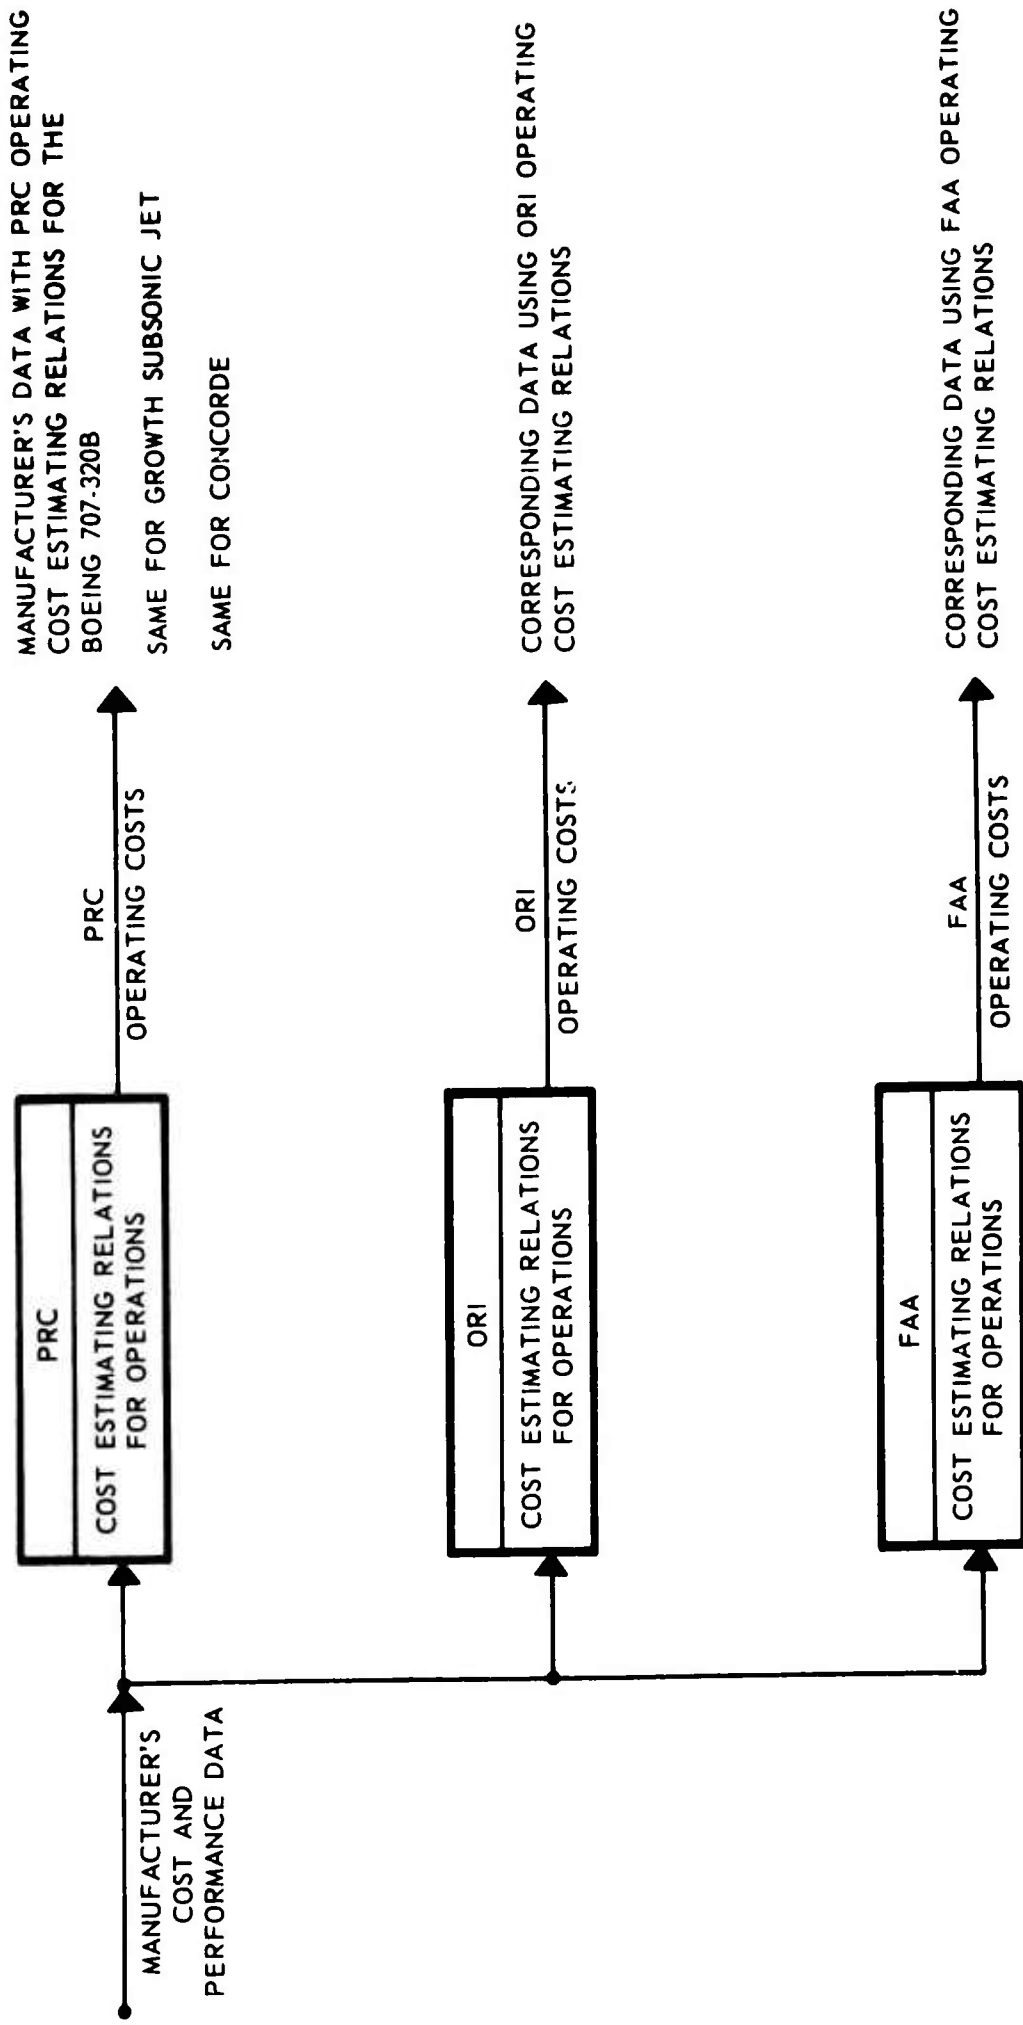 MANUFACTURER'S
COST AND
PERFORMANCE DATA
PRC
COST ESTIMATING RELATIONS
FOR OPERATIONS
PRC
OPERATING COSTS
MANUFACTURER'S DATA WITH PRC OPERATING
COST ESTIMATING RELATIONS FOR THE
BOEING 707-320B
SAME FOR GROWTH SUBSONIC JET
SAME FOR CONCORDE
ORI
COST ESTIMATING RELATIONS
FOR OPERATIONS
ORI
OPERATING COSTS
CORRESPONDING DATA USING ORI OPERATING
COST ESTIMATING RELATIONS
FAA
COST ESTIMATING RELATIONS
FOR OPERATIONS
FAA
OPERATING COSTS
CORRESPONDING DATA USING FAA OPERATING
COST ESTIMATING RELATIONS